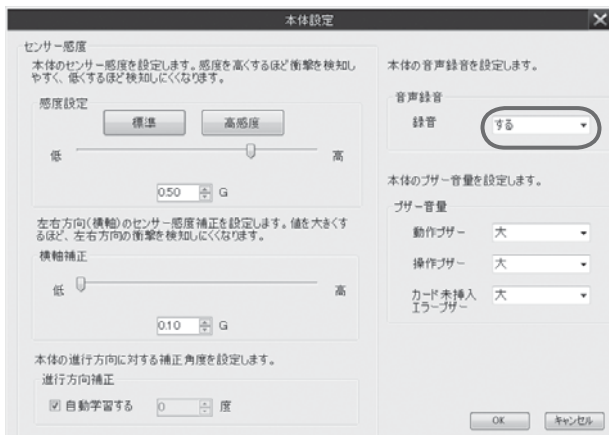 本体設定
センサー感度
本体のセンサー感度を設定します。感度を高くするほど衝撃を検知し
やすく、低くするほど検知しにくくなります。
感度設定
標準 高感度
低 高
0.50 G
左右方向(横軸)のセンサー感度補正を設定します。値を大きくす
るほど、左右方向の衝撃を検知しにくくなります。
横軸補正
低 高
0.10 G
本体の進行方向に対する補正角度を設定します。
進行方向補正
自動学習する 0 度
本体の音声録音を設定します。
音声録音
録音 する
本体のブザー音量を設定します。
ブザー音量
動作ブザー 大
操作ブザー 大
カード未挿入 大
エラーブザー
OK キャンセル